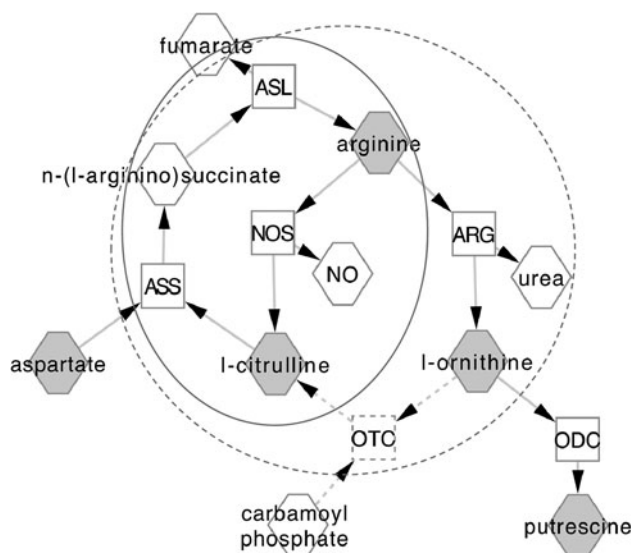 fumarate
ASL
arginine
n-(l-arginino)succinate
NOS
ARG
NO
urea
ASS
aspartate
l-citrulline
l-ornithine
OTC
ODC
carbamoyl
phosphate
putrescine